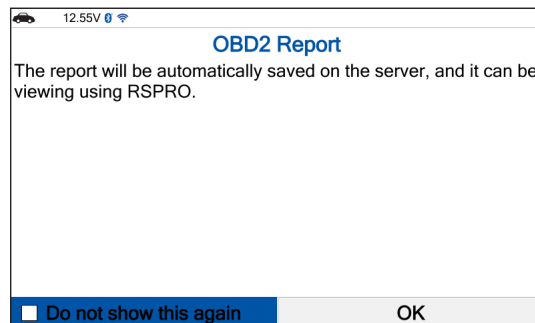 12.55V
OBD2 Report
The report will be automatically saved on the server, and it can be
viewing using RSPRO.
Do not show this again
OK